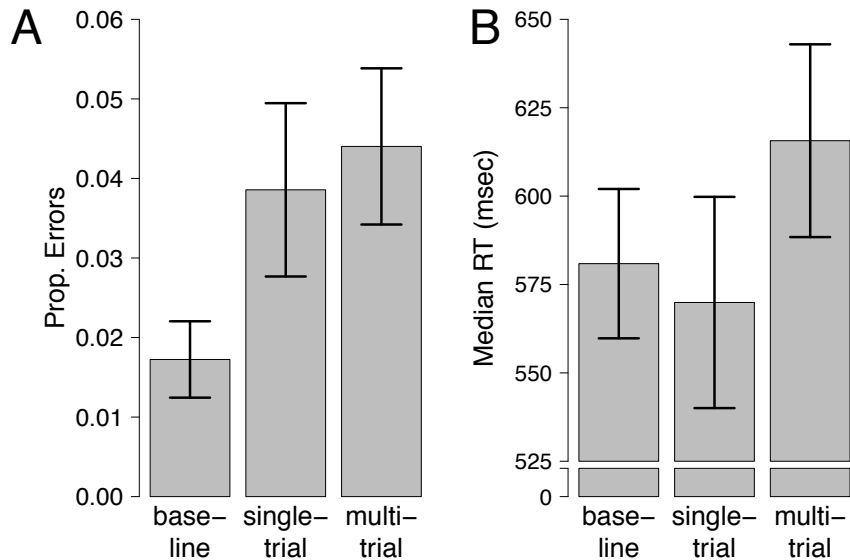 A
Prop. Errors
0.06
0.05
0.04
0.03
0.02
0.01
0.00
base–
line
single–
trial
multi–
trial
B
Median RT (msec)
650
625
600
575
550
525
0
base–
line
single–
trial
multi–
trial